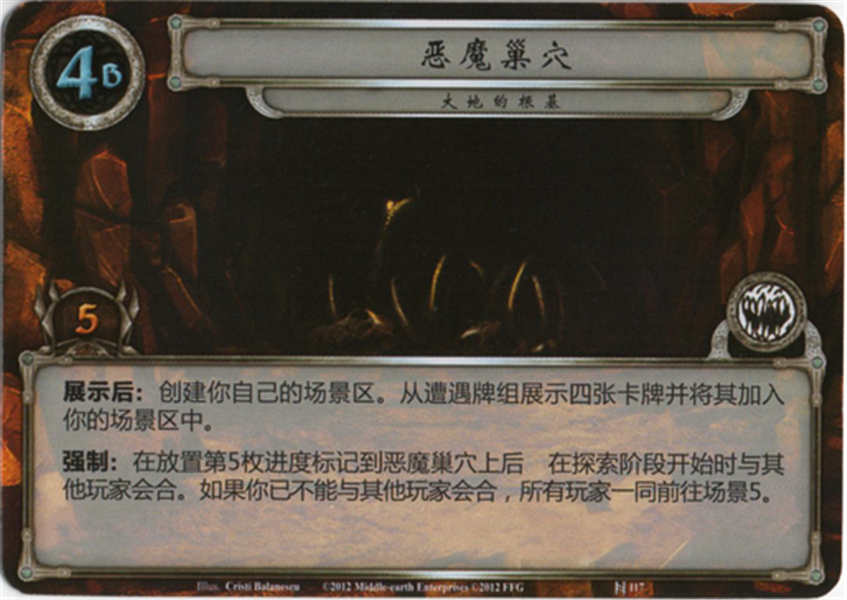 4B
恶魔巢穴
大地的根基
5
展示后：创建你自己的场景区。从遭遇牌组展示四张卡牌并将其加入
你的场景区中。
强制：在放置第5枚进度标记到恶魔巢穴上后 在探索阶段开始时与其
他玩家会合。如果你已不能与其他玩家会合，所有玩家一同前往场景5。
Illus. Cristi Balanescu ©2012 Middle-earth Enterprises ©2012 FFG 117